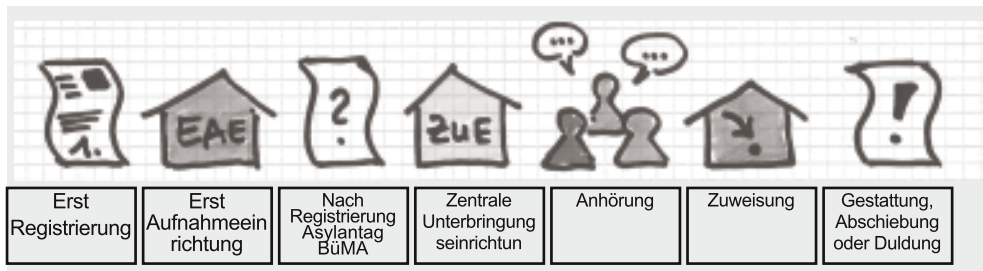 ...
...
1.
EAE
?
ZuE
!
Erst
Registrierung
Erst
Aufnahmeein
richtung
Nach
Registrierung
Asylantag
BüMA
Zentrale
Unterbringung
seinrichtun
Anhörung
Zuweisung
Gestattung,
Abschiebung
oder Duldung